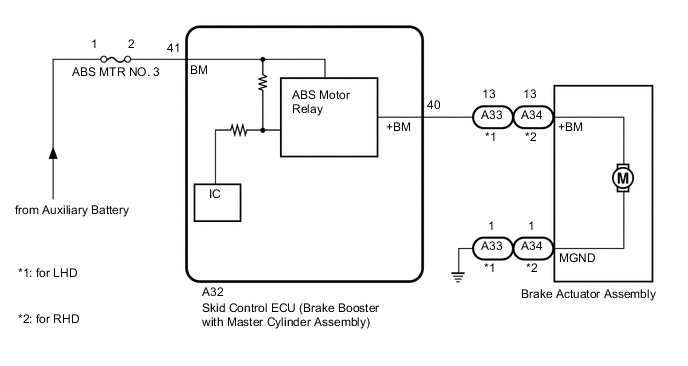 1 2
41
ABS MTR NO. 3
BM
ABS Motor
Relay
40
+BM
IC
13 13
A33 A34
*1 *2
+BM
M
1 1
A33 A34
*1 *2
MGND
Brake Actuator Assembly
from Auxiliary Battery
*1: for LHD
*2: for RHD
A32
Skid Control ECU (Brake Booster
with Master Cylinder Assembly)